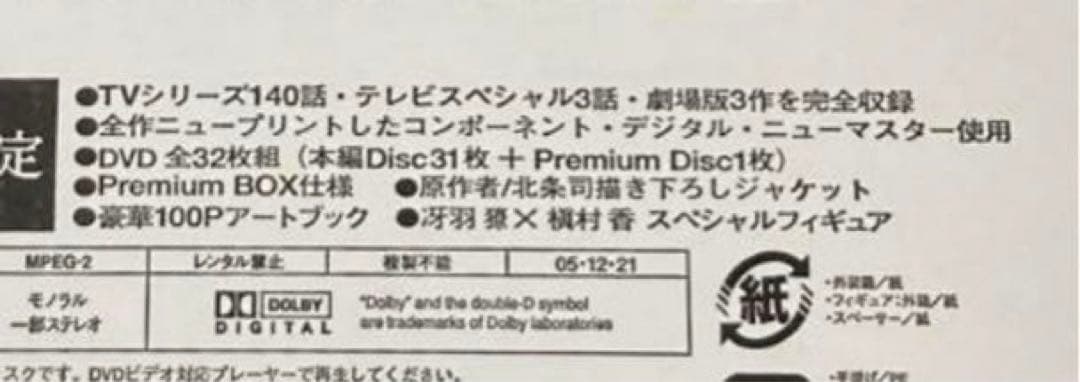 定
●TVシリーズ140話・テレビスペシャル3話・劇場版3作を完全収録
●全作ニュープリントしたコンポーネント・デジタル・ニューマスター使用
●DVD 全32枚組（本編Disc31枚 + Premium Disc1枚）
●Premium BOX仕様 ●原作者/北条司描き下ろしジャケット
●豪華100Pアートブック ●冴羽 獠×槇村 香 スペシャルフィギュア
MPEG-2 レンタル禁止 複製不能 05・12・21
モノラル
一部ステレオ
DOLBY
DIGITAL
"Dolby" and the double-D symbol
are trademarks of Dolby laboratories
紙
・外装箱/紙
・フィギュア:外箱/紙
・スペーサー/紙
スクです。DVDビデオ対応プレーヤーで再生してください。